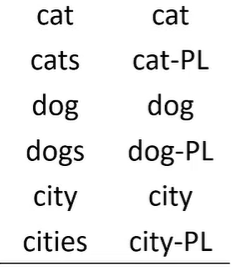 cat cat
cats cat-PL
dog dog
dogs dog-PL
city city
cities city-PL